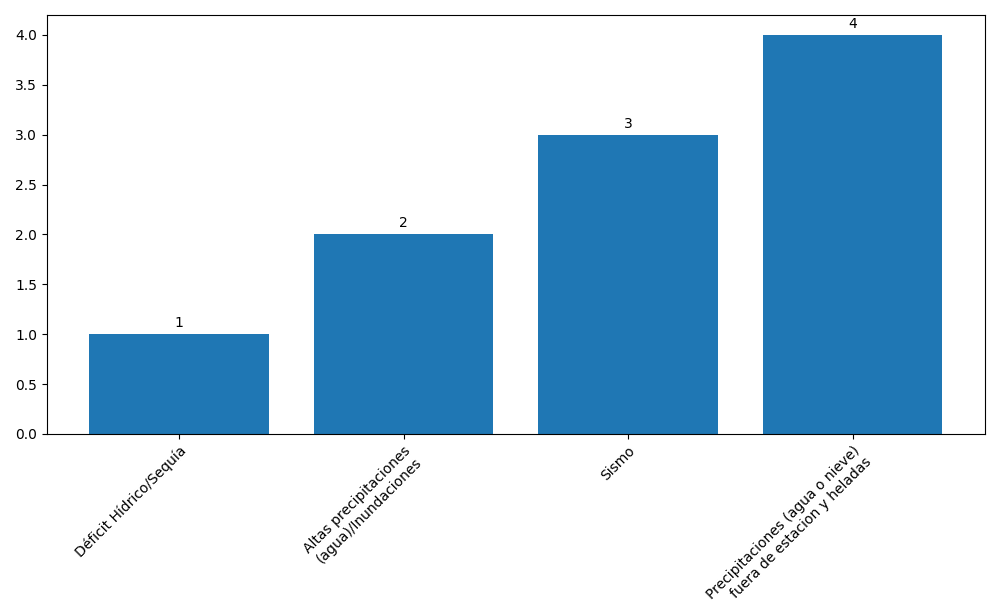 4.0
3.5
3.0
2.5
2.0
1.5
1.0
0.5
0.0
1
2
3
4
Déficit Hídrico/Sequía
Altas precipitaciones
(agua)/Inundaciones
Sismo
Precipitaciones (agua o nieve)
fuera de estacion y heladas